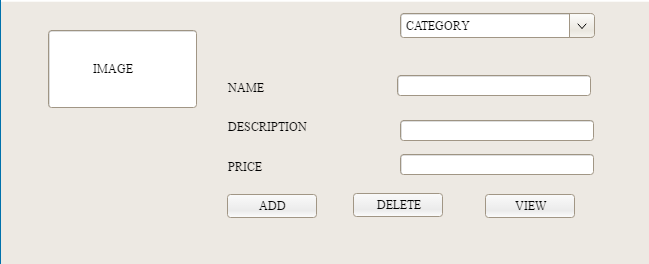 CATEGORY
IMAGE
NAME
DESCRIPTION
PRICE
ADD DELETE VIEW